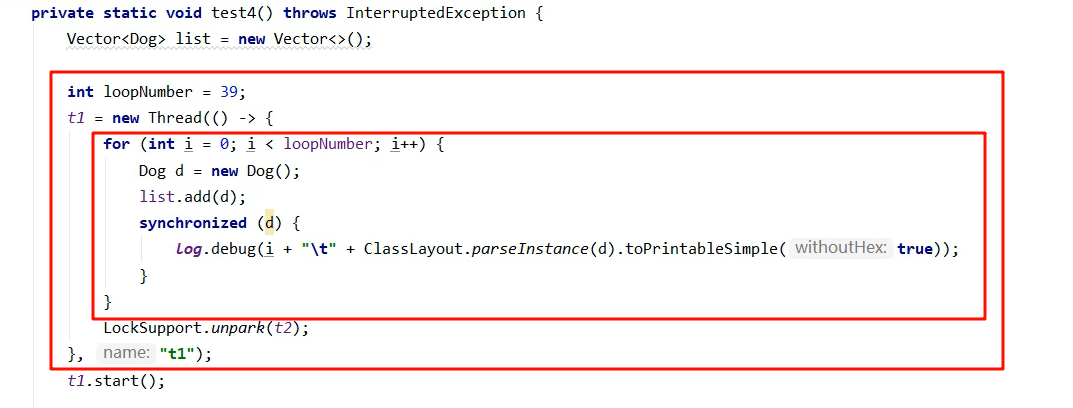 private static void test4() throws InterruptedException {
Vector<Dog> list = new Vector<>();
int loopNumber = 39;
t1 = new Thread(() -> {
for (int i = 0; i < loopNumber; i++) {
Dog d = new Dog();
list.add(d);
synchronized (d) {
log.debug(i + "\t" + ClassLayout.parseInstance(d).toPrintableSimple( withoutHex: true));
}
}
LockSupport.unpark(t2);
}, name: "t1");
t1.start();